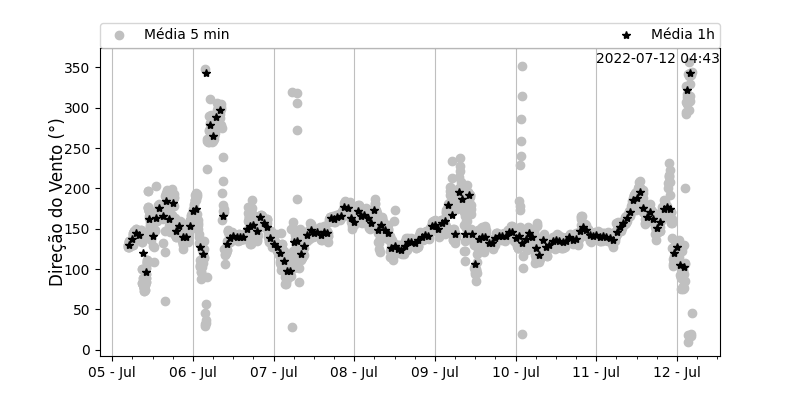 Média 5 min
Média 1h
2022-07-12 04:43
Direção do Vento (°)
350
300
250
200
150
100
50
0
05 - Jul
06 - Jul
07 - Jul
08 - Jul
09 - Jul
10 - Jul
11 - Jul
12 - Jul